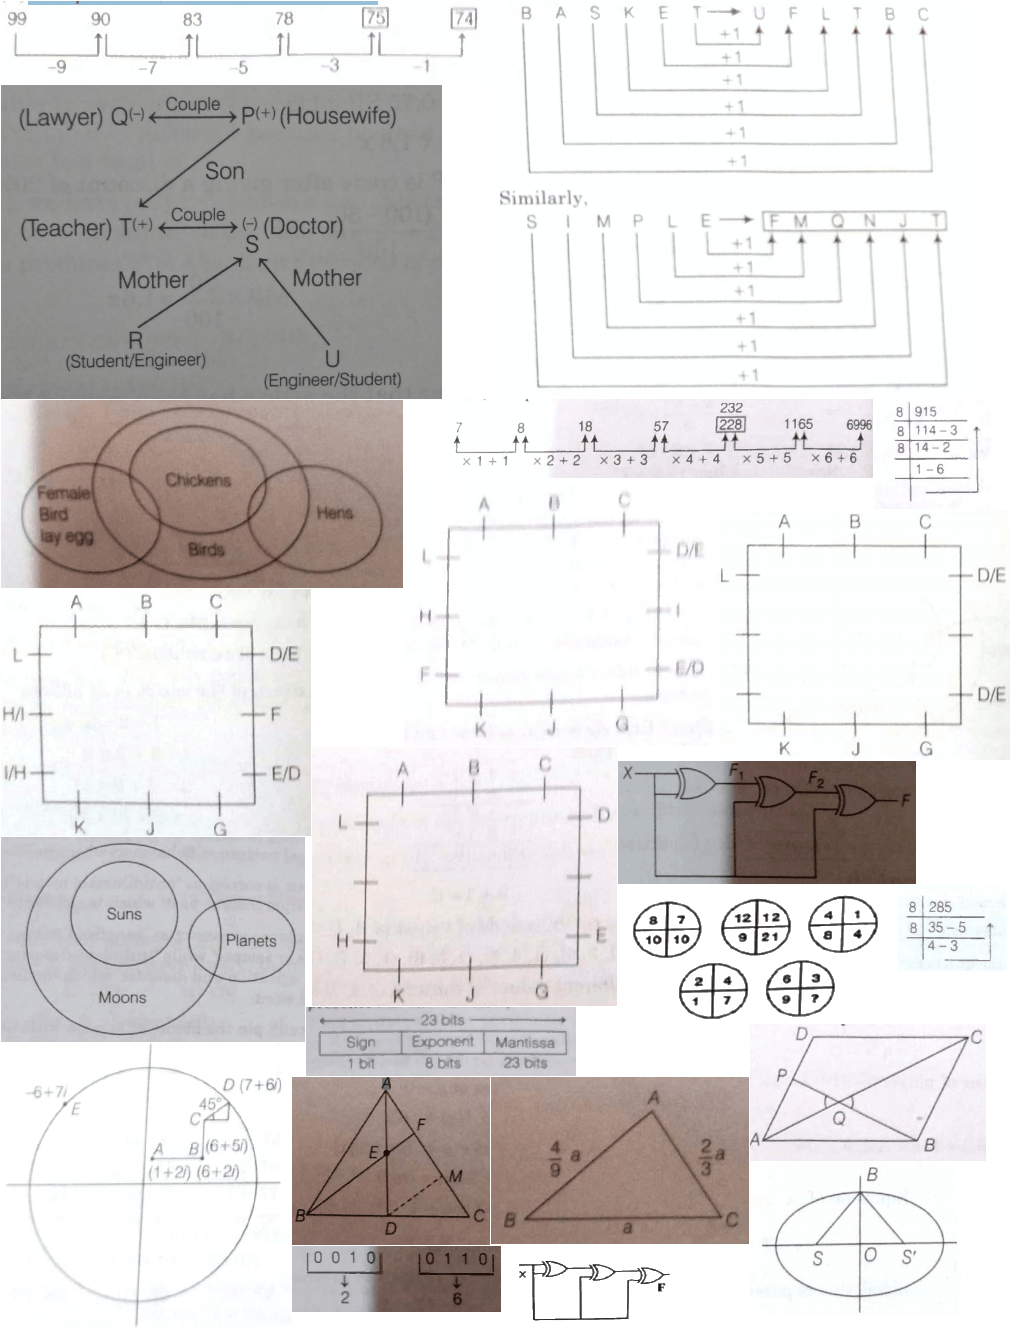 99 90 83 78 75 74
-9 -7 -5 -3 -1
B A S K E T U F L T B C
+1
+1
+1
+1
+1
+1
Similarly,
S I M P L E F M Q N J T
+1
+1
+1
+1
+1
+1
(Lawyer) Q(-) Couple P(+) (Housewife)
Son
(Teacher) T(+) Couple (-) (Doctor)
S
Mother Mother
R
(Student/Engineer)
U
(Engineer/Student)
Chickens
Female
Bird
lay egg
Hens
Birds
232
7 8 18 57 228 1165 6996
× 1 + 1 × 2 + 2 × 3 + 3 × 4 + 4 × 5 + 5 × 6 + 6
8 915
8 114 – 3
8 14 – 2
1 – 6
A B C
L D/E
H I
F E/D
K J G
A B C
L D/E
D/E
K J G
A B C
L D/E
H/I F
I/H E/D
K J G
A B C
L D
H E
K J G
X F1 F2 F
Suns
Planets
Moons
8 7
10 10
12 12
9 21
4 1
8 4
2 4
1 7
6 3
9 ?
8 285
8 35 – 5
4 – 3
23 bits
Sign Exponent Mantissa
1 bit 8 bits 23 bits
-6+7i
E
D (7+6i)
45°
C
A B (6+5i)
(1+2i) (6+2i)
A
F
E
M
B D C
A
4/9 a 2/3 a
B a C
D C
P
Q
A B
B
S O S'
0 0 1 0 0 1 1 0
2 6
x F